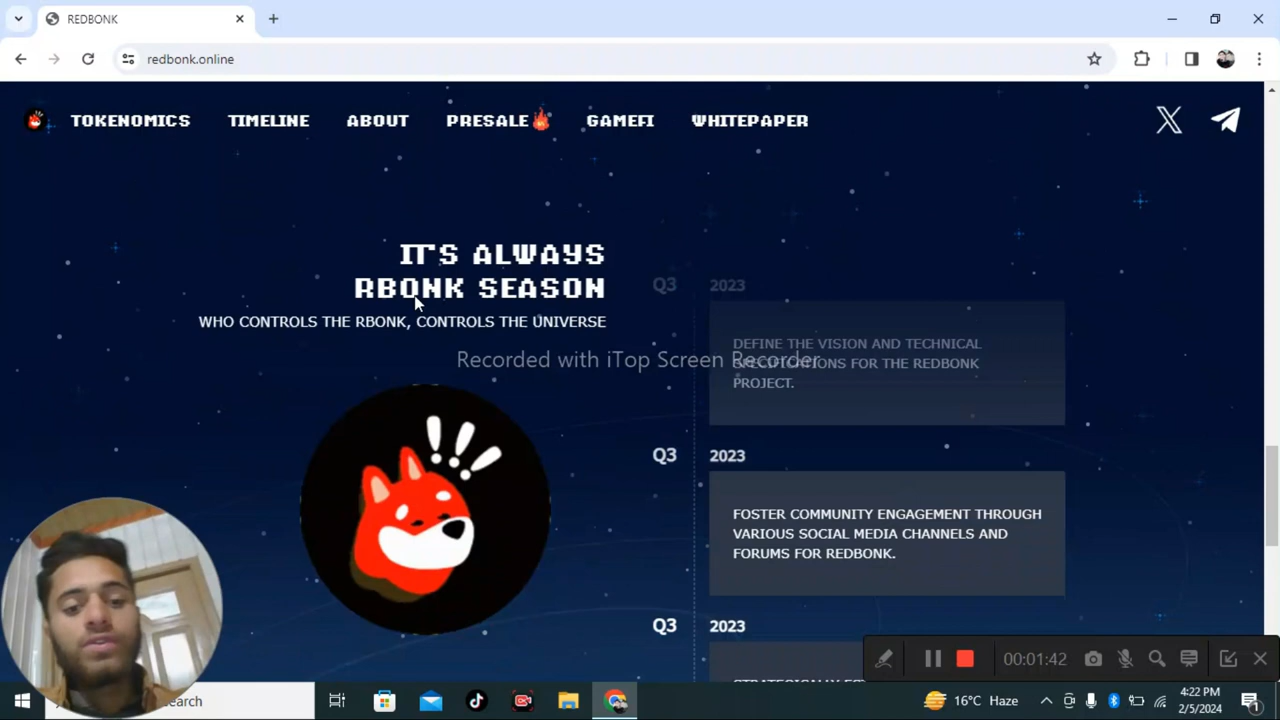 REDBONK
redbonk.online
TOKENOMICS TIMELINE ABOUT PRESALE🔥 GAMEFI WHITEPAPER
IT'S ALWAYS
RBONK SEASON
WHO CONTROLS THE RBONK, CONTROLS THE UNIVERSE
Recorded with iTop Screen Recorder
Q3 2023
DEFINE THE VISION AND TECHNICAL
SPECIFICATIONS FOR THE REDBONK
PROJECT.
Q3 2023
FOSTER COMMUNITY ENGAGEMENT THROUGH
VARIOUS SOCIAL MEDIA CHANNELS AND
FORUMS FOR REDBONK.
Q3 2023
00:01:42
earch
16°C Haze
4:22 PM
2/5/2024
1